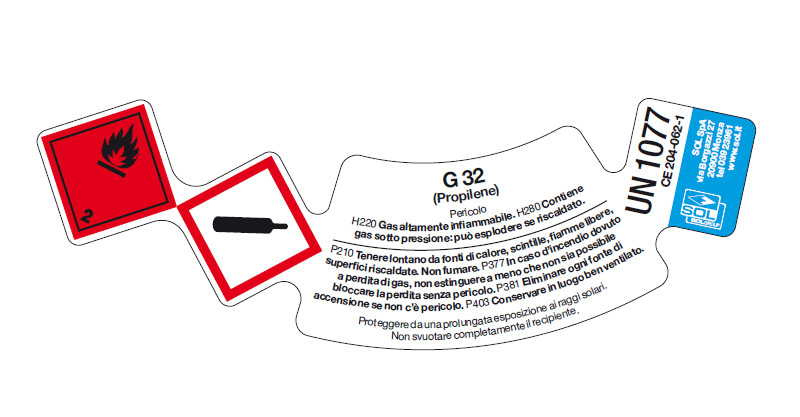 2
G 32
(Propilene)
Pericolo
H220 Gas altamente infiammabile. H280 Contiene
gas sotto pressione: può esplodere se riscaldato.
P210 Tenere lontano da fonti di calore, scintille, fiamme libere,
superfici riscaldate. Non fumare. P377 In caso d'incendio dovuto
a perdita di gas, non estinguere a meno che non sia possibile
bloccare la perdita senza pericolo. P381 Eliminare ogni fonte di
accensione se non c'è pericolo. P403 Conservare in luogo ben ventilato.
Proteggere da una prolungata esposizione ai raggi solari.
Non svuotare completamente il recipiente.
UN 1077
CE 204-062-1
SOL SpA
via Borgazzi 27
20900 Monza
tel 039 23961
www.sol.it
SOL
SOLGROUP